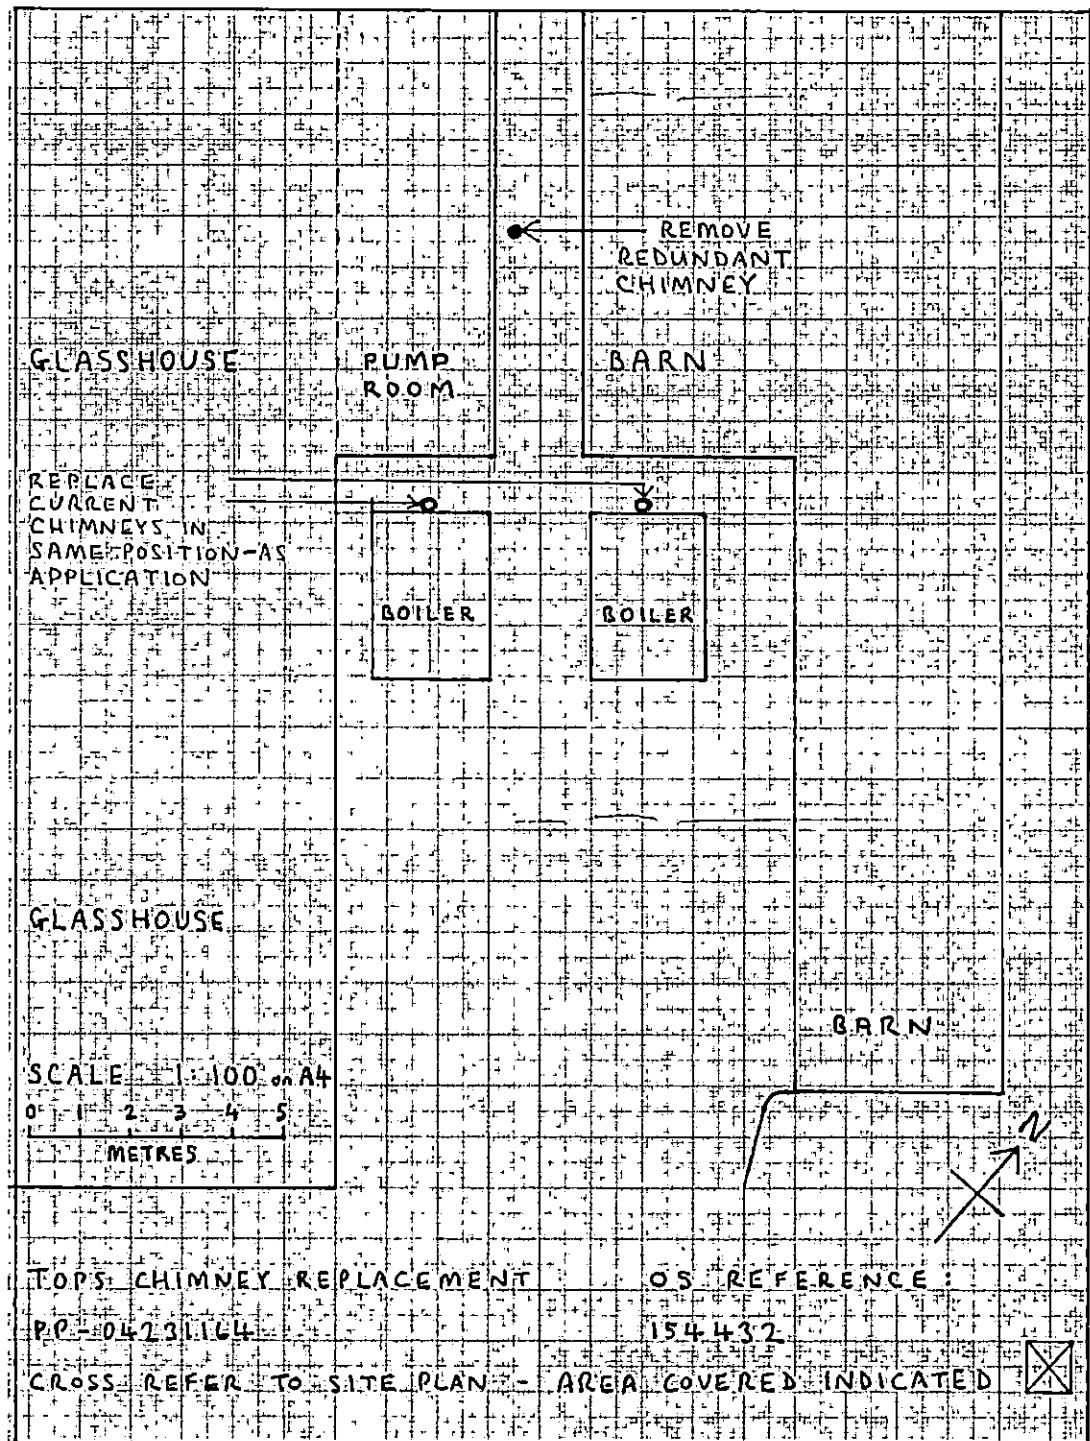 REMOVE
REDUNDANT
CHIMNEY
GLASSHOUSE
PUMP
ROOM
BARN
REPLACE
CURRENT
CHIMNEYS IN
SAME POSITION AS
APPLICATION
BOILER
BOILER
GLASSHOUSE
BARN
SCALE 1:100 on A4
0 1 2 3 4 5
METRES
N
TOPS CHIMNEY REPLACEMENT
OS REFERENCE:
PP-04231164
154432
CROSS REFER TO SITE PLAN - AREA COVERED INDICATED